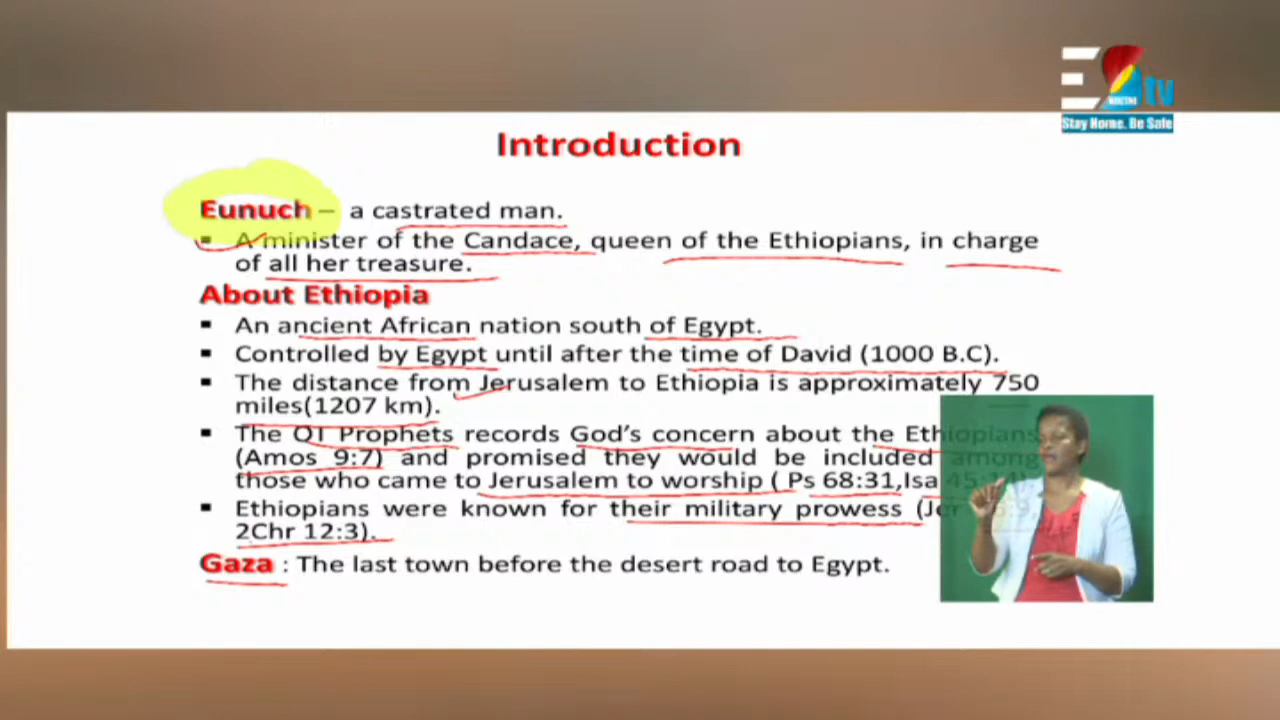 E tv
Stay Home. Be Safe
Introduction
Eunuch – a castrated man.
▪ A minister of the Candace, queen of the Ethiopians, in charge
of all her treasure.
About Ethiopia
▪ An ancient African nation south of Egypt.
▪ Controlled by Egypt until after the time of David (1000 B.C).
▪ The distance from Jerusalem to Ethiopia is approximately 750
miles(1207 km).
▪ The OT Prophets records God's concern about the Ethiopians
(Amos 9:7) and promised they would be included among
those who came to Jerusalem to worship ( Ps 68:31,Isa 45:14)
▪ Ethiopians were known for their military prowess (Jer
2Chr 12:3).
Gaza : The last town before the desert road to Egypt.